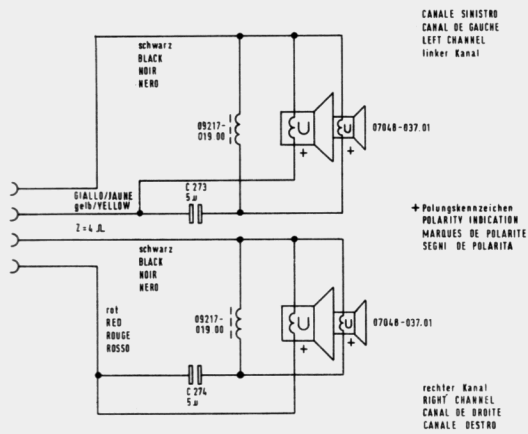 CANALE SINISTRO
CANAL DE GAUCHE
LEFT CHANNEL
linker Kanal
schwarz
BLACK
NOIR
NERO
09217-
019 00
U
U
07048-037.01
+
GIALLO/JAUNE
gelb/YELLOW
C 273
5µ
Z = 4 Ω
+ Polungskennzeichen
POLARITY INDICATION
MARQUES DE POLARITE
SEGNI DE POLARITA
schwarz
BLACK
NOIR
NERO
rot
RED
ROUGE
ROSSO
09217-
019 00
U
U
07048-037.01
+
C 274
5µ
rechter Kanal
RIGHT CHANNEL
CANAL DE DROITE
CANALE DESTRO